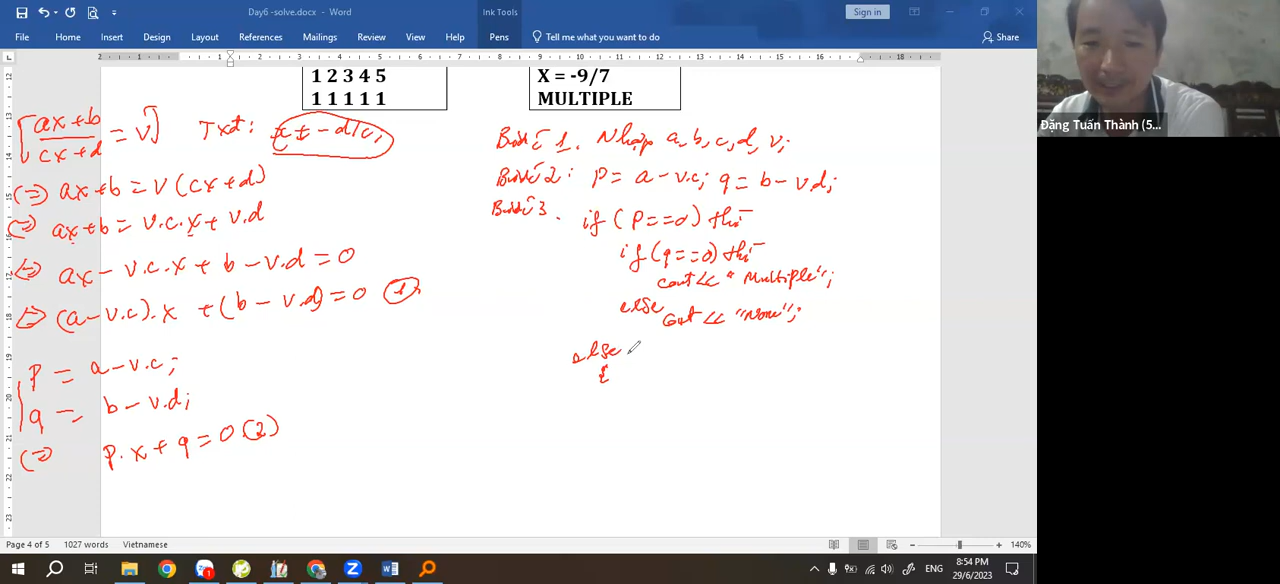 Day6 -solve.docx - Word
Ink Tools
Sign in
File Home Insert Design Layout References Mailings Review View Help Pens Tell me what you want to do Share
1 2 3 4 5
1 1 1 1 1
X = -9/7
MULTIPLE
Đặng Tuấn Thành (5...
ax+b / cx+d = v
Txđ: x ≠ -d/c;
<=> ax+b = v(cx+d)
<=> ax+b = v.c.x + v.d
<=> ax - v.c.x + b - v.d = 0
<=> (a-v.c).x + (b - v.d) = 0 (1)
p = a - v.c;
q = b - v.d;
<=> p.x + q = 0 (2)
Bước 1. Nhập a, b, c, d, v;
Bước 2: p = a - v.c; q = b - v.d;
Bước 3. if (p==0) thì
if (q==0) thì
cout << "Multiple";
else
cout << "None";
else
{
Page 4 of 5 1027 words Vietnamese 140%
ENG
8:54 PM
29/6/2023